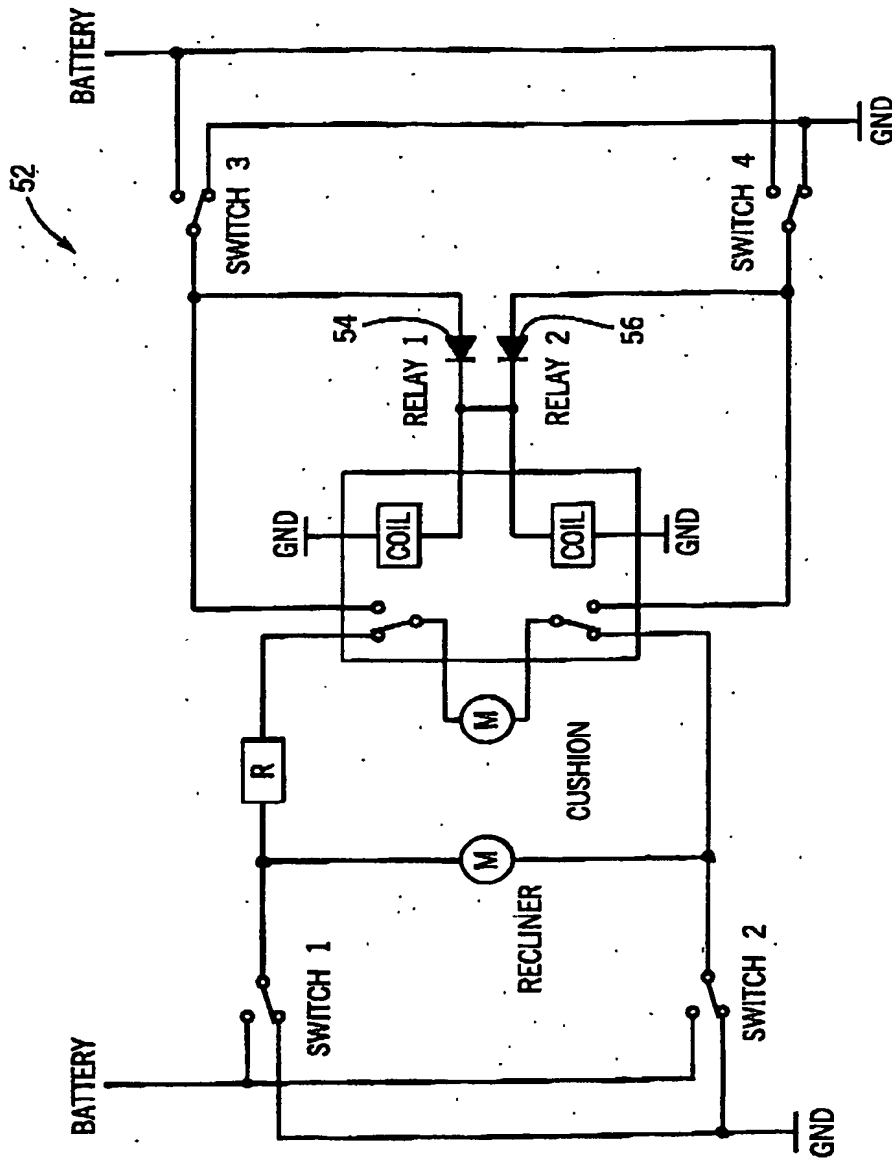 52
BATTERY
BATTERY
SWITCH 1
SWITCH 3
R
GND
COIL
54
RELAY 1
M
M
RECLINER
CUSHION
RELAY 2
56
COIL
GND
SWITCH 2
SWITCH 4
GND
GND